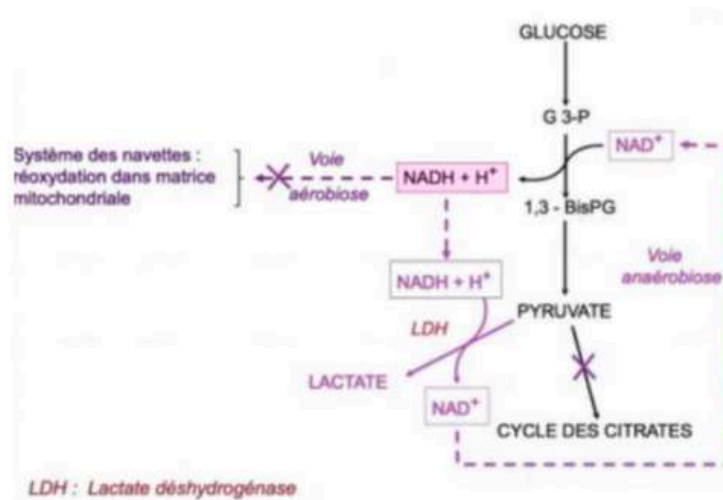 GLUCOSE
G 3-P
NAD⁺
Système des navettes :
réoxydation dans matrice
mitochondriale
Voie
aérobiose
NADH + H⁺
1,3 - BisPG
Voie
anaérobiose
NADH + H⁺
LDH
PYRUVATE
LACTATE
NAD⁺
CYCLE DES CITRATES
LDH : Lactate déshydrogénase